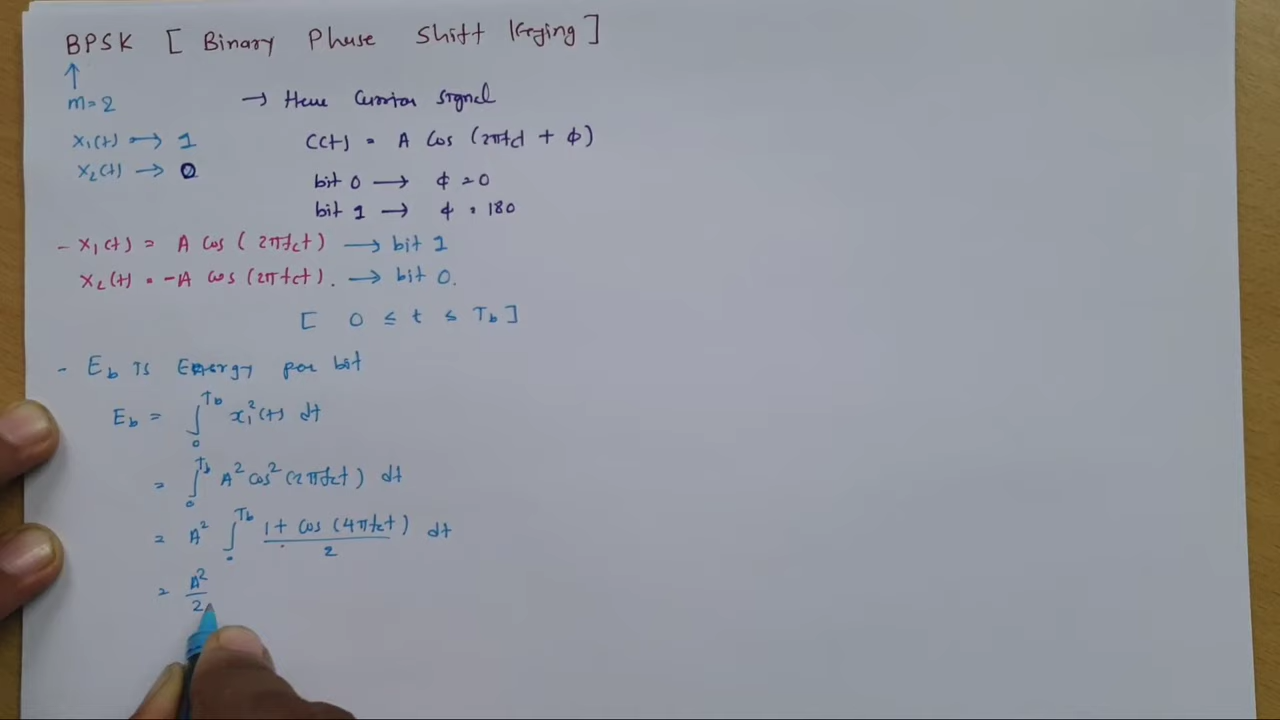 BPSK [ Binary Phase Shift Keying ]
↑
m=2
→ Here Carrier Signal
x₁(t) → 1
C(t) = A Cos (2πfct + φ)
x₂(t) → 0
bit 0 → φ = 0
bit 1 → φ = 180
- x₁(t) = A Cos ( 2πfct) → bit 1
x₂(t) = -A Cos (2πfct). → bit 0.
[ 0 ≤ t ≤ Tb ]
- Eb Is Energy per bit
Eb = ∫₀^Tb x₁²(t) dt
= ∫₀^Tb A² cos² (2πfct) dt
= A² ∫₀^Tb (1 + cos (4πfct))/2 dt
= A²/2